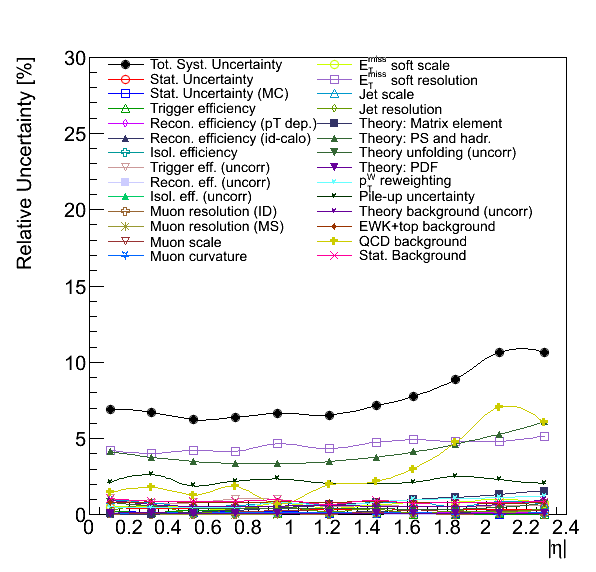 Relative Uncertainty [%]
30
25
20
15
10
5
0
Tot. Syst. Uncertainty
Stat. Uncertainty
Stat. Uncertainty (MC)
Trigger efficiency
Recon. efficiency (pT dep.)
Recon. efficiency (id-calo)
Isol. efficiency
Trigger eff. (uncorr)
Recon. eff. (uncorr)
Isol. eff. (uncorr)
Muon resolution (ID)
Muon resolution (MS)
Muon scale
Muon curvature
E_T^miss soft scale
E_T^miss soft resolution
Jet scale
Jet resolution
Theory: Matrix element
Theory: PS and hadr.
Theory unfolding (uncorr)
Theory: PDF
p_T^W reweighting
Pile-up uncertainty
Theory background (uncorr)
EWK+top background
QCD background
Stat. Background
0 0.2 0.4 0.6 0.8 1 1.2 1.4 1.6 1.8 2 2.2 2.4
|η|